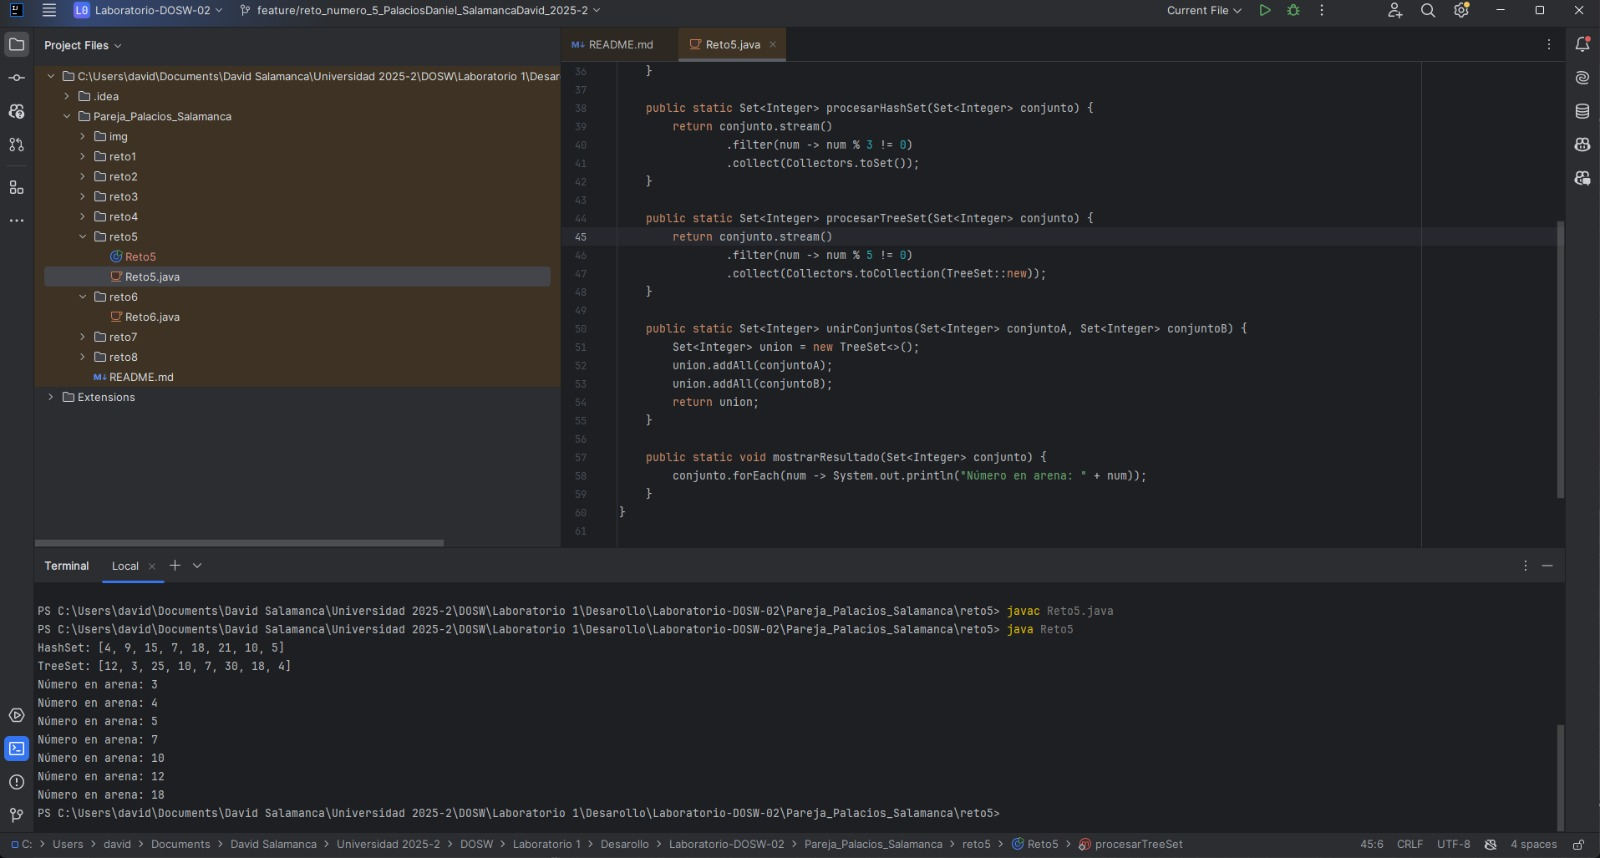 Laboratorio-DOSW-02
feature/reto_numero_5_PalaciosDaniel_SalamancaDavid_2025-2
Current File
Project Files
C:\Users\david\Documents\David Salamanca\Universidad 2025-2\DOSW\Laboratorio 1\Desar
.idea
Pareja_Palacios_Salamanca
img
reto1
reto2
reto3
reto4
reto5
Reto5
Reto5.java
reto6
Reto6.java
reto7
reto8
M↓ README.md
Extensions
M↓ README.md
Reto5.java
36 }
37
38 public static Set<Integer> procesarHashSet(Set<Integer> conjunto) {
39 return conjunto.stream()
40 .filter(num -> num % 3 != 0)
41 .collect(Collectors.toSet());
42 }
43
44 public static Set<Integer> procesarTreeSet(Set<Integer> conjunto) {
45 return conjunto.stream()
46 .filter(num -> num % 5 != 0)
47 .collect(Collectors.toCollection(TreeSet::new));
48 }
49
50 public static Set<Integer> unirConjuntos(Set<Integer> conjuntoA, Set<Integer> conjuntoB) {
51 Set<Integer> union = new TreeSet<>();
52 union.addAll(conjuntoA);
53 union.addAll(conjuntoB);
54 return union;
55 }
56
57 public static void mostrarResultado(Set<Integer> conjunto) {
58 conjunto.forEach(num -> System.out.println("Número en arena: " + num));
59 }
60 }
61
Terminal Local
PS C:\Users\david\Documents\David Salamanca\Universidad 2025-2\DOSW\Laboratorio 1\Desarollo\Laboratorio-DOSW-02\Pareja_Palacios_Salamanca\reto5> javac Reto5.java
PS C:\Users\david\Documents\David Salamanca\Universidad 2025-2\DOSW\Laboratorio 1\Desarollo\Laboratorio-DOSW-02\Pareja_Palacios_Salamanca\reto5> java Reto5
HashSet: [4, 9, 15, 7, 18, 21, 10, 5]
TreeSet: [12, 3, 25, 10, 7, 30, 18, 4]
Número en arena: 3
Número en arena: 4
Número en arena: 5
Número en arena: 7
Número en arena: 10
Número en arena: 12
Número en arena: 18
PS C:\Users\david\Documents\David Salamanca\Universidad 2025-2\DOSW\Laboratorio 1\Desarollo\Laboratorio-DOSW-02\Pareja_Palacios_Salamanca\reto5>
C: > Users > david > Documents > David Salamanca > Universidad 2025-2 > DOSW > Laboratorio 1 > Desarollo > Laboratorio-DOSW-02 > Pareja_Palacios_Salamanca > reto5 > Reto5 > procesarTreeSet
45:6 CRLF UTF-8 4 spaces